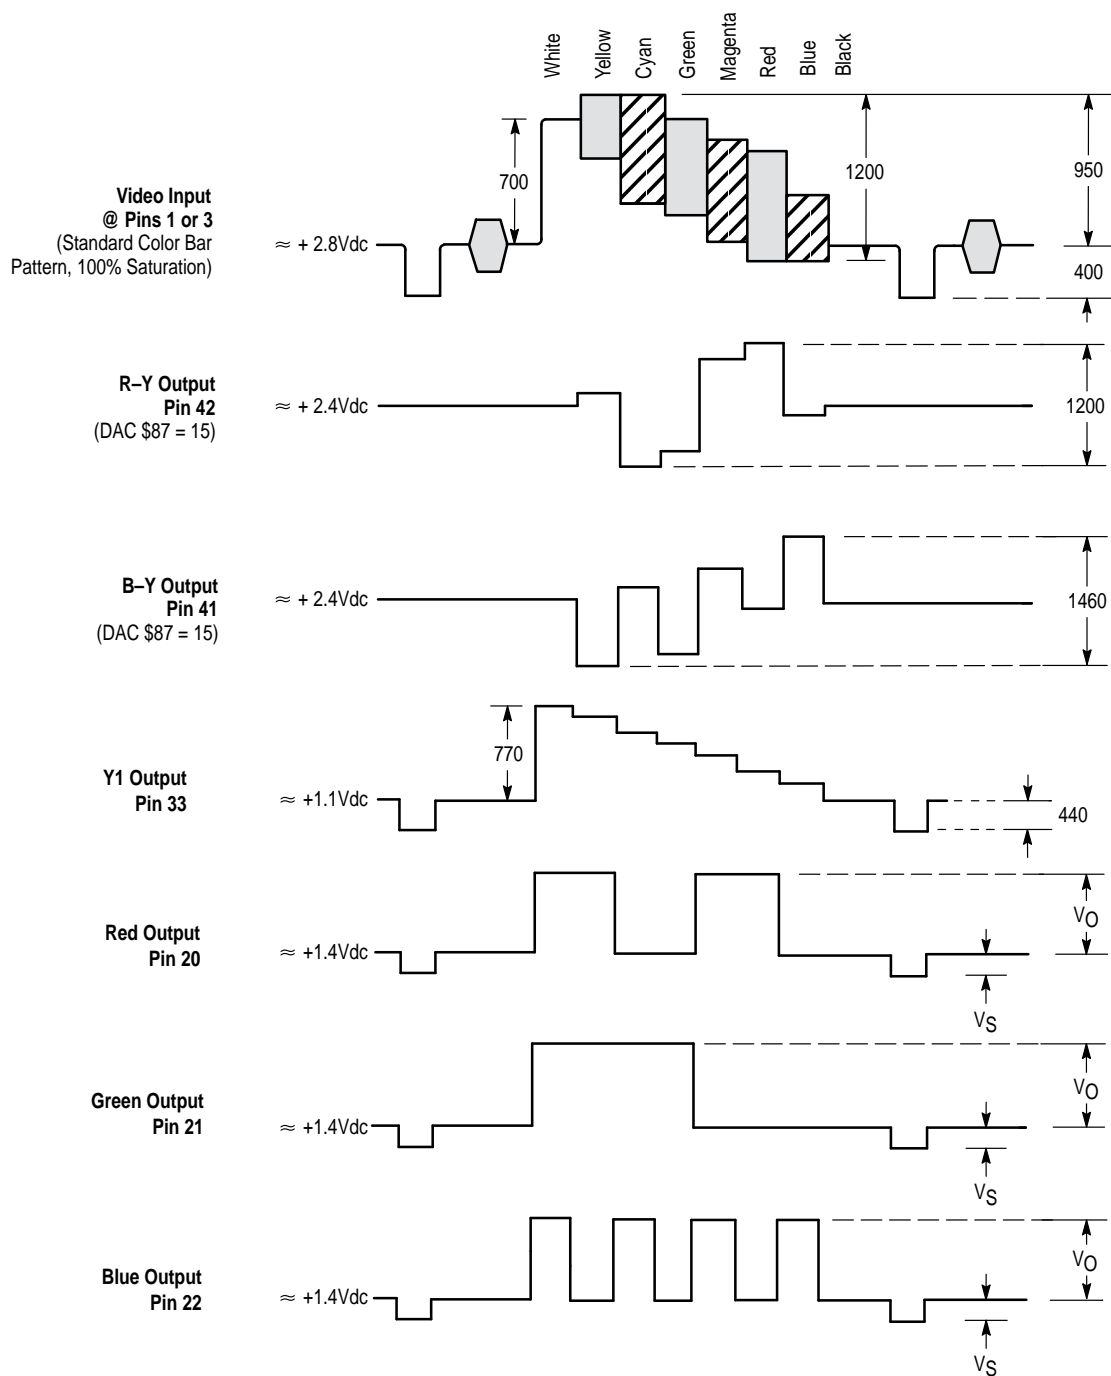 White
Yellow
Cyan
Green
Magenta
Red
Blue
Black
Video Input
@ Pins 1 or 3
(Standard Color Bar
Pattern, 100% Saturation)
≈ + 2.8Vdc
700
1200
950
400
R–Y Output
Pin 42
(DAC $87 = 15)
≈ + 2.4Vdc
1200
B–Y Output
Pin 41
(DAC $87 = 15)
≈ + 2.4Vdc
1460
Y1 Output
Pin 33
≈ +1.1Vdc
770
440
Red Output
Pin 20
≈ +1.4Vdc
VO
VS
Green Output
Pin 21
≈ +1.4Vdc
VO
VS
Blue Output
Pin 22
≈ +1.4Vdc
VO
VS